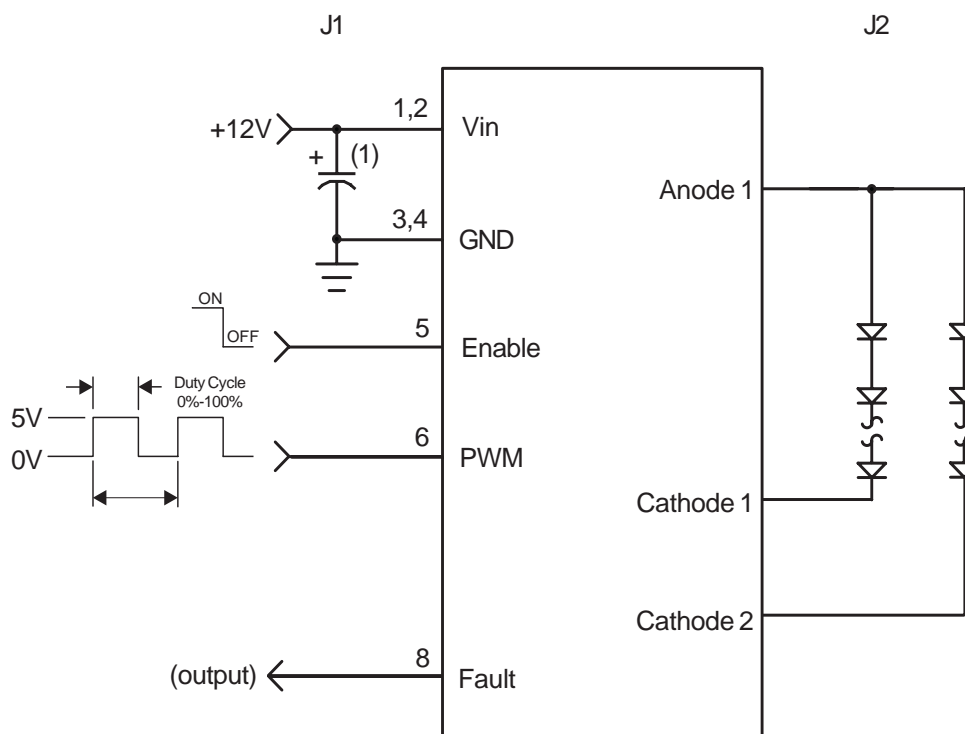 J1
J2
+12V
1,2
Vin
+
(1)
Anode 1
3,4
GND
ON
OFF
5
Enable
Duty Cycle
0%-100%
5V
0V
6
PWM
Cathode 1
Cathode 2
(output)
8
Fault